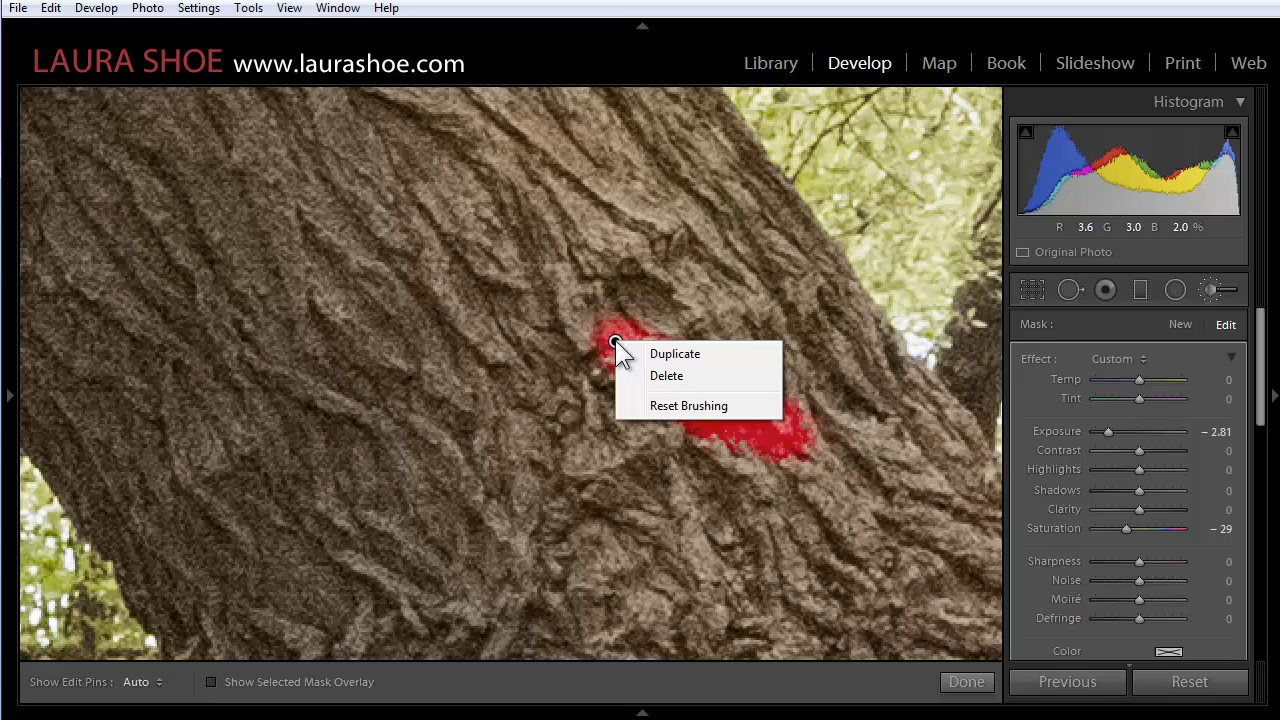 File Edit Develop Photo Settings Tools View Window Help
LAURA SHOE www.laurashoe.com
Library Develop Map Book Slideshow Print Web
Histogram
R 3.6 G 3.0 B 2.0 %
Original Photo
Mask : New Edit
Effect : Custom
Temp 0
Tint 0
Exposure – 2.81
Contrast 0
Highlights 0
Shadows 0
Clarity 0
Saturation – 29
Sharpness 0
Noise 0
Moiré 0
Defringe 0
Color
Duplicate
Delete
Reset Brushing
Show Edit Pins : Auto Show Selected Mask Overlay Done
Previous Reset